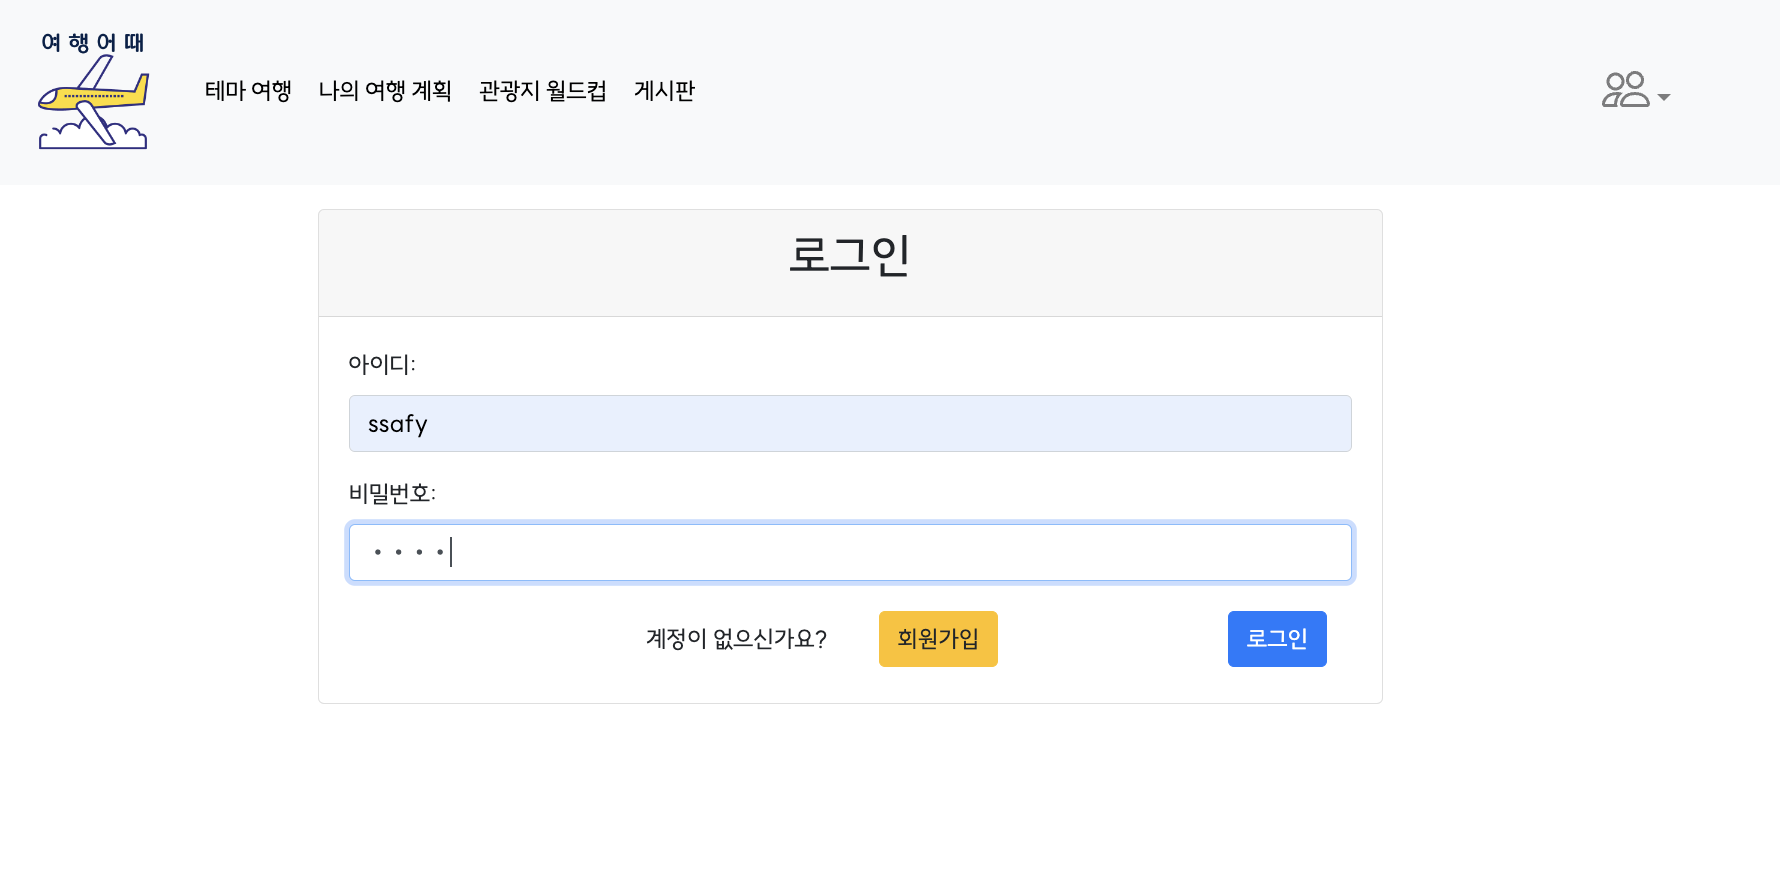 여행어때
테마 여행 나의 여행 계획 관광지 월드컵 게시판
로그인
아이디:
ssafy
비밀번호:
••••
계정이 없으신가요? 회원가입 로그인